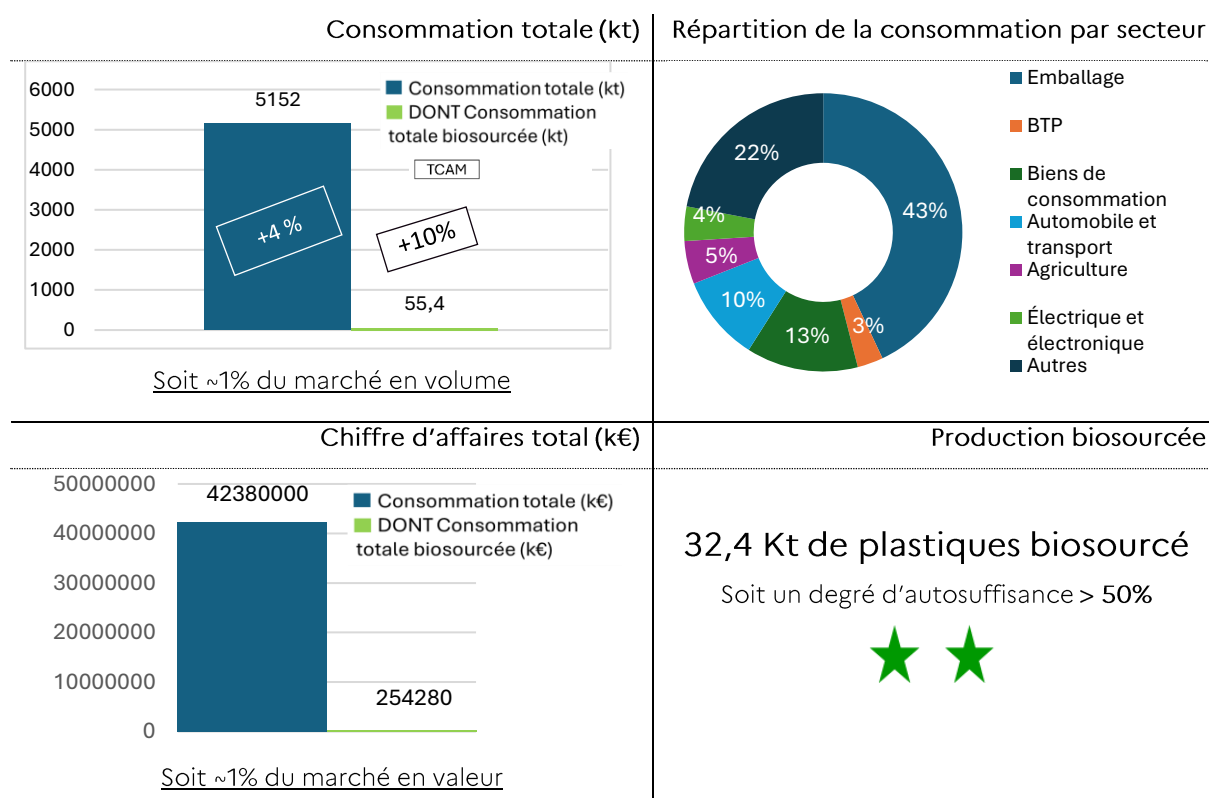 Consommation totale (kt)
6000
5000
4000
3000
2000
1000
0
5152
Consommation totale (kt)
DONT Consommation
totale biosourcée (kt)
TCAM
+4 %
+10%
55,4
Soit ~1% du marché en volume
Répartition de la consommation par secteur
43%
3%
13%
10%
5%
4%
22%
Emballage
BTP
Biens de
consommation
Automobile et
transport
Agriculture
Électrique et
électronique
Autres
Chiffre d'affaires total (k€)
50000000
40000000
30000000
20000000
10000000
0
42380000
Consommation totale (k€)
DONT Consommation
totale biosourcée (k€)
254280
Soit ~1% du marché en valeur
Production biosourcée
32,4 Kt de plastiques biosourcé
Soit un degré d'autosuffisance > 50%